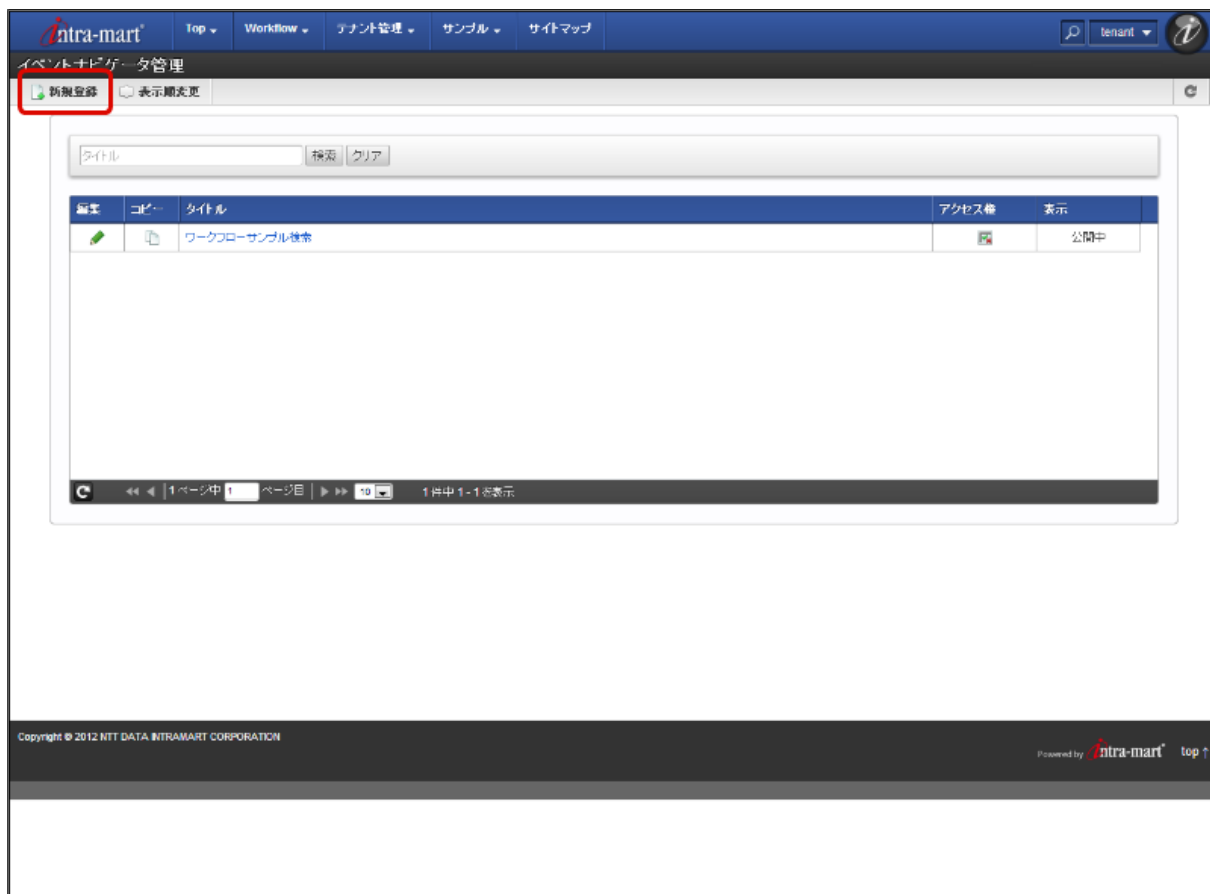 intra-mart Top Workflow テナント管理 サンプル サイトマップ tenant
イベントナビゲータ管理
新規登録 表示順変更
タイトル 検索 クリア
編集 コピー タイトル アクセス権 表示
ワークフローサンプル検索 公開中
1ページ中 1 ページ目 10 1件中 1 - 1 を表示
Copyright © 2012 NTT DATA INTRAMART CORPORATION
Powered by intra-mart top ↑